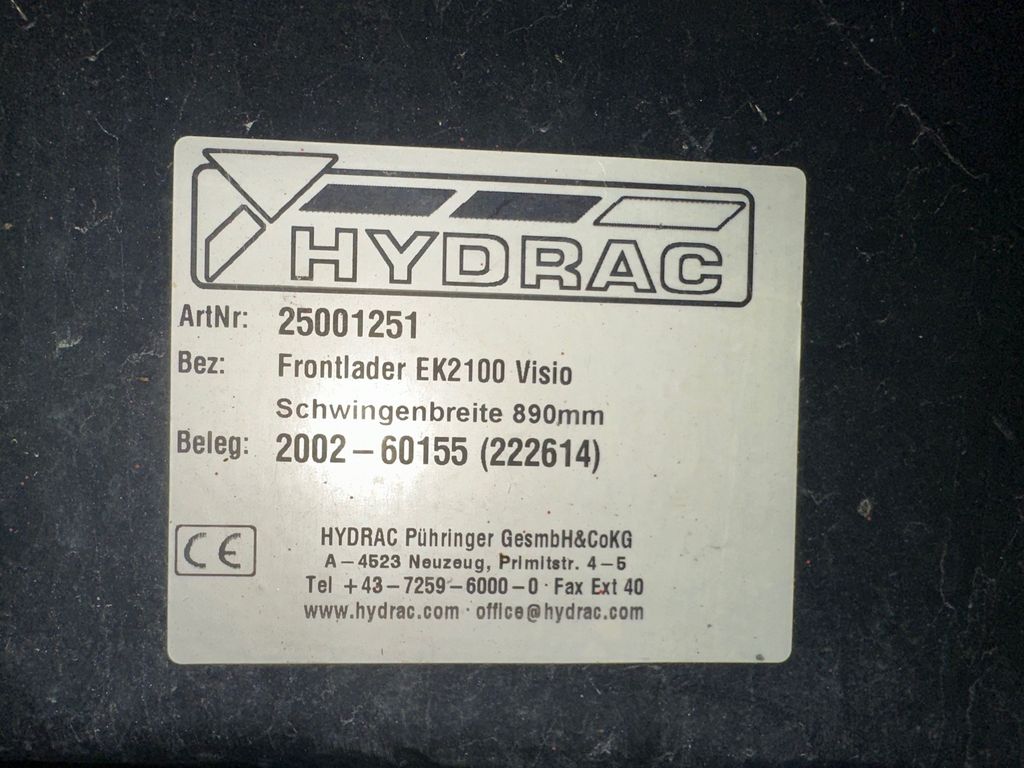 HYDRAC
ArtNr: 25001251
Bez: Frontlader EK2100 Visio
Schwingenbreite 890mm
Beleg: 2002-60155 (222614)
CE
HYDRAC Pühringer GesmbH&CoKG
A-4523 Neuzeug, Primitstr. 4-5
Tel +43-7259-6000-0 · Fax Ext 40
www.hydrac.com · office@hydrac.com